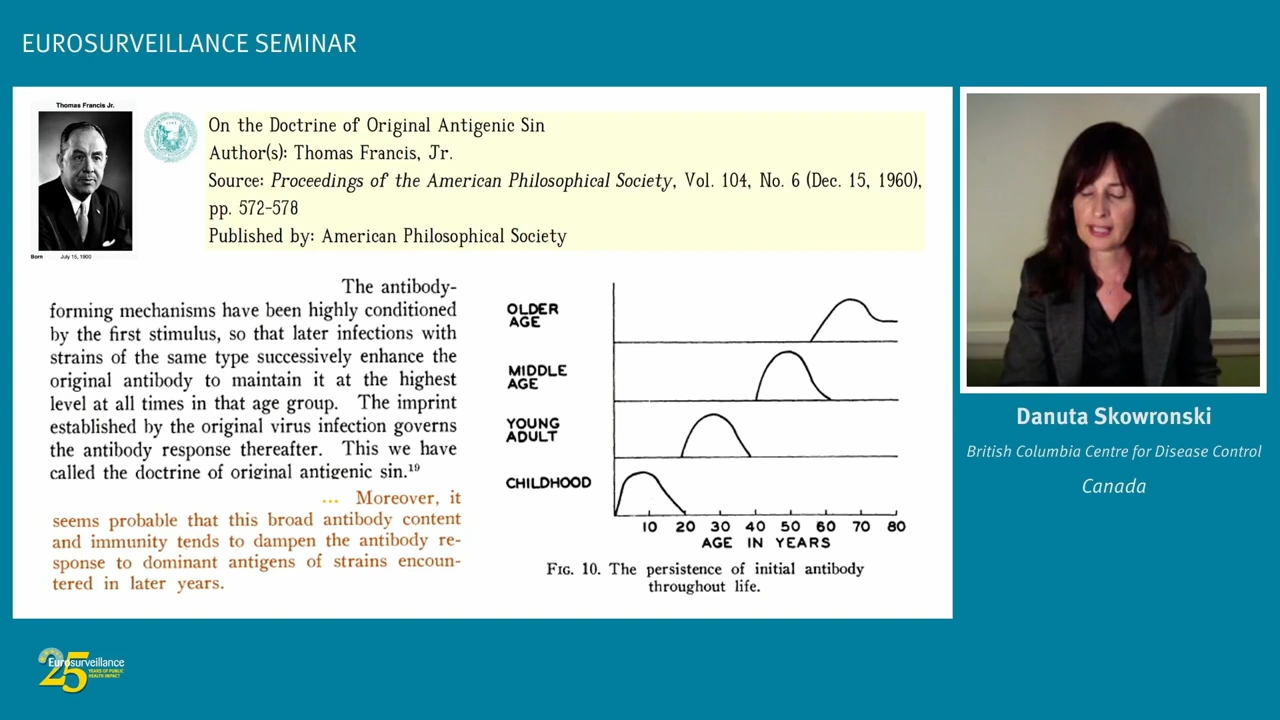 EUROSURVEILLANCE SEMINAR
Thomas Francis Jr.
Born July 15, 1900
On the Doctrine of Original Antigenic Sin
Author(s): Thomas Francis, Jr.
Source: Proceedings of the American Philosophical Society, Vol. 104, No. 6 (Dec. 15, 1960),
pp. 572-578
Published by: American Philosophical Society
The antibody-
forming mechanisms have been highly conditioned
by the first stimulus, so that later infections with
strains of the same type successively enhance the
original antibody to maintain it at the highest
level at all times in that age group. The imprint
established by the original virus infection governs
the antibody response thereafter. This we have
called the doctrine of original antigenic sin.¹⁹
... Moreover, it
seems probable that this broad antibody content
and immunity tends to dampen the antibody re-
sponse to dominant antigens of strains encoun-
tered in later years.
OLDER
AGE
MIDDLE
AGE
YOUNG
ADULT
CHILDHOOD
10 20 30 40 50 60 70 80
AGE IN YEARS
FIG. 10. The persistence of initial antibody
throughout life.
Danuta Skowronski
British Columbia Centre for Disease Control
Canada
25
Eurosurveillance
YEARS OF PUBLIC
HEALTH IMPACT